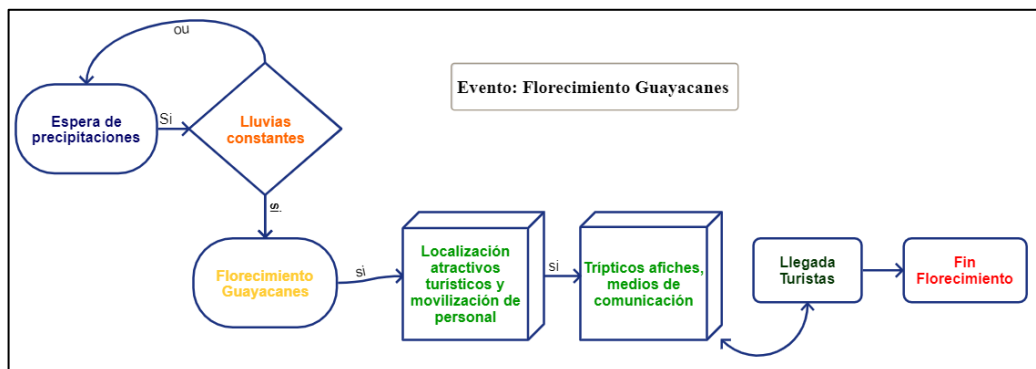 ou
Evento: Florecimiento Guayacanes
Espera de
precipitaciones
Si
Lluvias
constantes
si
Florecimiento
Guayacanes
si
Localización
atractivos
turísticos y
movilización de
personal
si
Trípticos afiches,
medios de
comunicación
Llegada
Turistas
Fin
Florecimiento